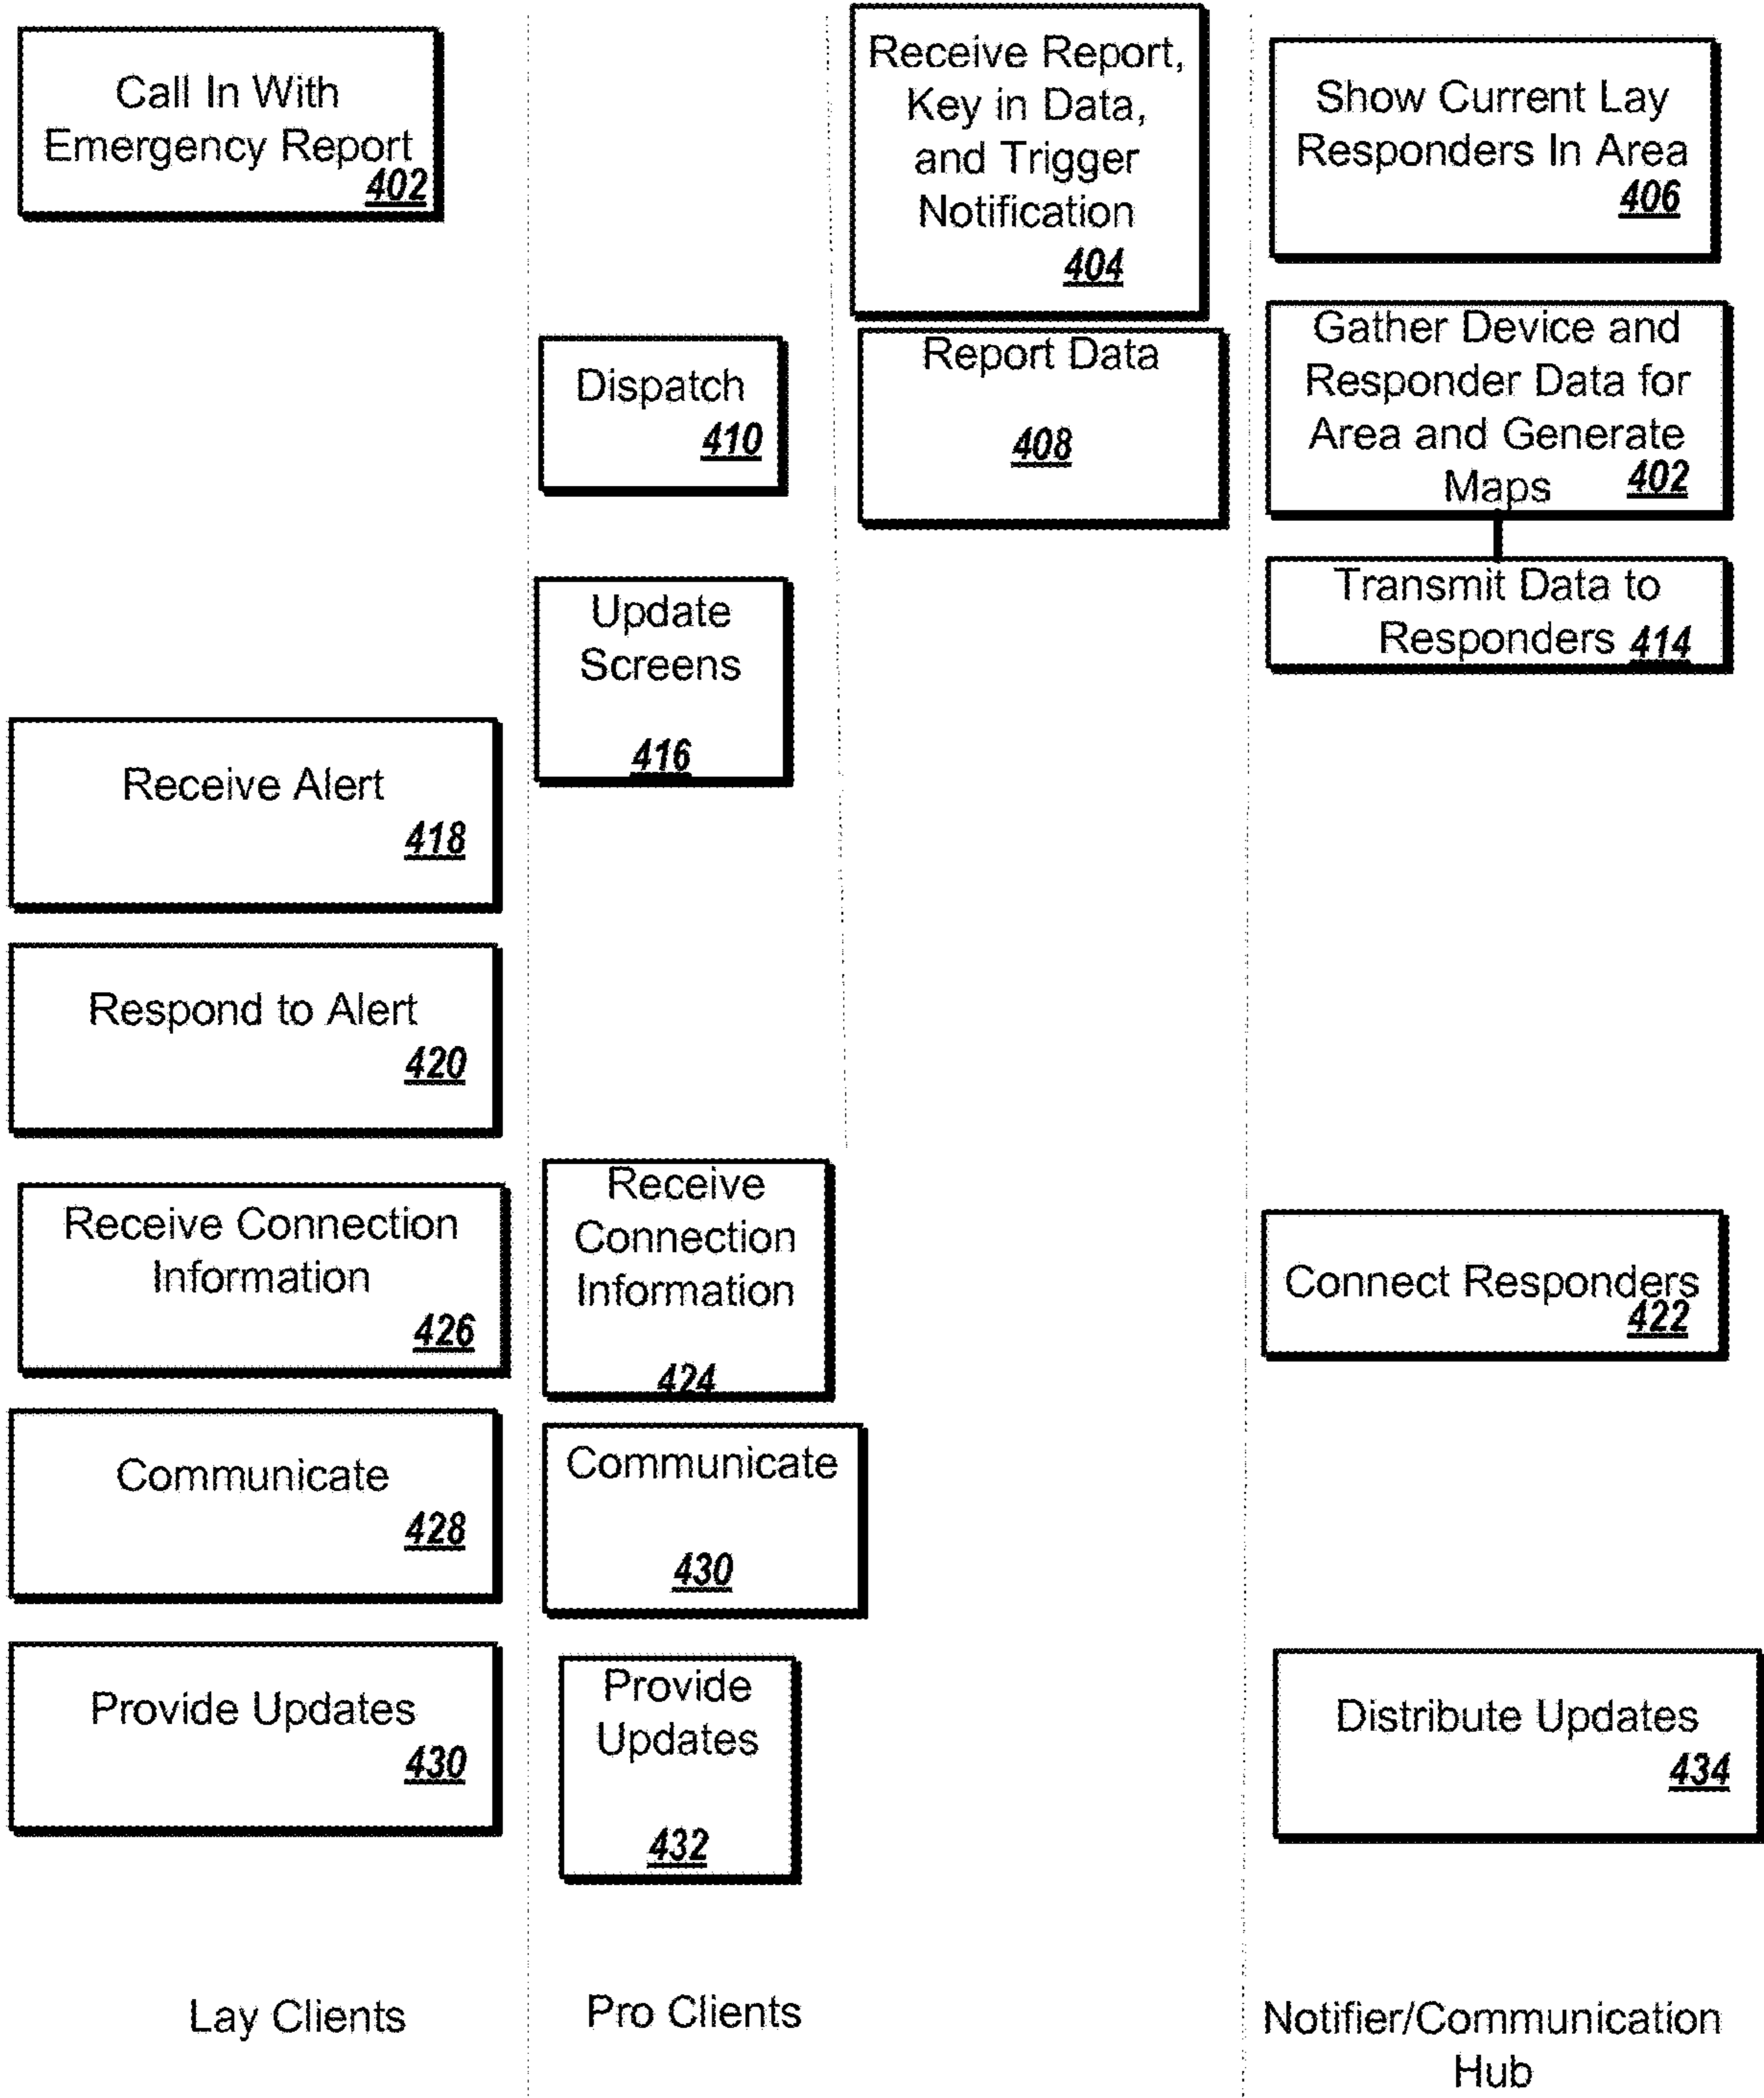 Call In With
Emergency Report
402
Receive Report,
Key in Data,
and Trigger
Notification
404
Show Current Lay
Responders In Area
406
Dispatch
410
Report Data
408
Gather Device and
Responder Data for
Area and Generate
Maps 402
Transmit Data to
Responders 414
Update
Screens
416
Receive Alert
418
Respond to Alert
420
Receive Connection
Information
426
Receive
Connection
Information
424
Connect Responders
422
Communicate
428
Communicate
430
Provide Updates
430
Provide
Updates
432
Distribute Updates
434
Lay Clients
Pro Clients
Notifier/Communication
Hub